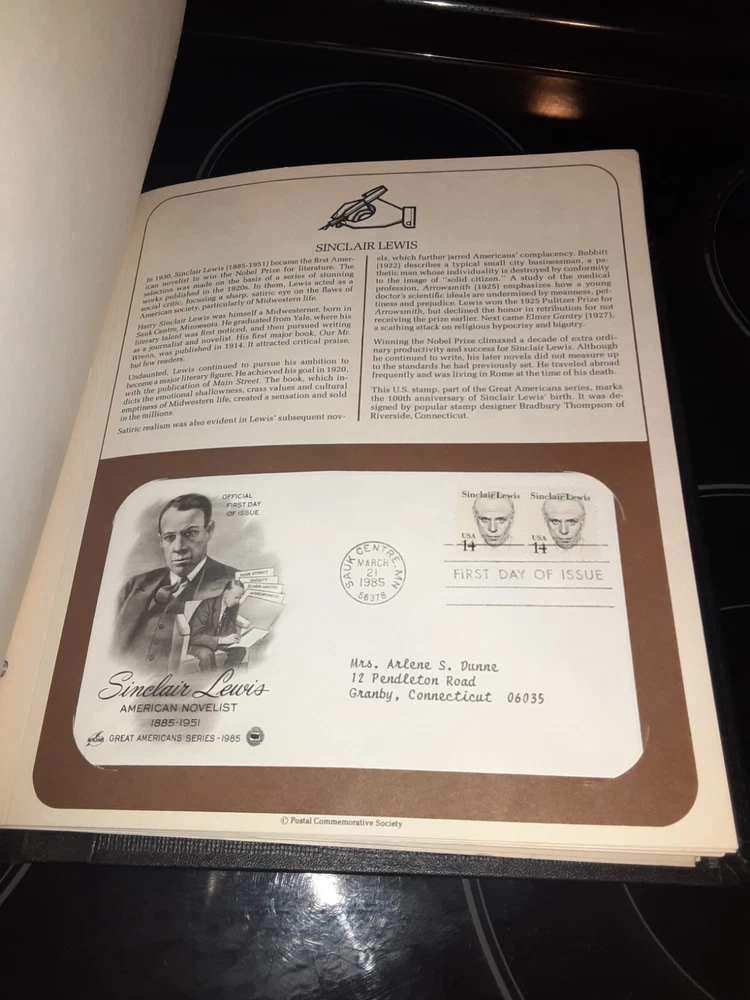 SINCLAIR LEWIS
In 1930, Sinclair Lewis (1885-1951) became the first Amer-
ican novelist to win the Nobel Prize for literature. The
selection was made on the basis of a series of stunning
works published in the 1920s. In them, Lewis acted as a
social critic, focusing a sharp, satiric eye on the flaws of
American society, particularly of Midwestern life.
Harry Sinclair Lewis was himself a Midwesterner, born in
Sauk Centre, Minnesota. He graduated from Yale, where his
literary talent was first noticed, and then pursued writing
as a journalist and novelist. His first major book, Our Mr.
Wrenn, was published in 1914. It attracted critical praise,
but few readers.
Undaunted, Lewis continued to pursue his ambition to
become a major literary figure. He achieved his goal in 1920,
with the publication of Main Street. The book, which in-
dicts the emotional shallowness, crass values and cultural
emptiness of Midwestern life, created a sensation and sold
in the millions.
Satiric realism was also evident in Lewis' subsequent nov-
els, which further jarred Americans' complacency. Babbitt
(1922) describes a typical small city businessman, a pa-
thetic man whose individuality is destroyed by conformity
to the image of "solid citizen." A study of the medical
profession, Arrowsmith (1925) emphasizes how a young
doctor's scientific ideals are undermined by meanness, pet-
tiness and prejudice. Lewis won the 1925 Pulitzer Prize for
Arrowsmith, but declined the honor in retribution for not
receiving the prize earlier. Next came Elmer Gantry (1927),
a scathing attack on religious hypocrisy and bigotry.
Winning the Nobel Prize climaxed a decade of extra ordi-
nary productivity and success for Sinclair Lewis. Although
he continued to write, his later novels did not measure up
to the standards he had previously set. He traveled abroad
frequently and was living in Rome at the time of his death.
This U.S. stamp, part of the Great Americans series, marks
the 100th anniversary of Sinclair Lewis' birth. It was de-
signed by popular stamp designer Bradbury Thompson of
Riverside, Connecticut.
OFFICIAL
FIRST DAY
OF ISSUE
MAIN STREET
BABBITT
ELMER GANTRY
ARROWSMITH
Sinclair Lewis
AMERICAN NOVELIST
1885-1951
GREAT AMERICANS SERIES - 1985
SAUK CENTRE, MN
MARCH
21
1985
56378
Sinclair Lewis
USA
14
Sinclair Lewis
USA
14
FIRST DAY OF ISSUE
Mrs. Arlene S. Dunne
12 Pendleton Road
Granby, Connecticut 06035
© Postal Commemorative Society